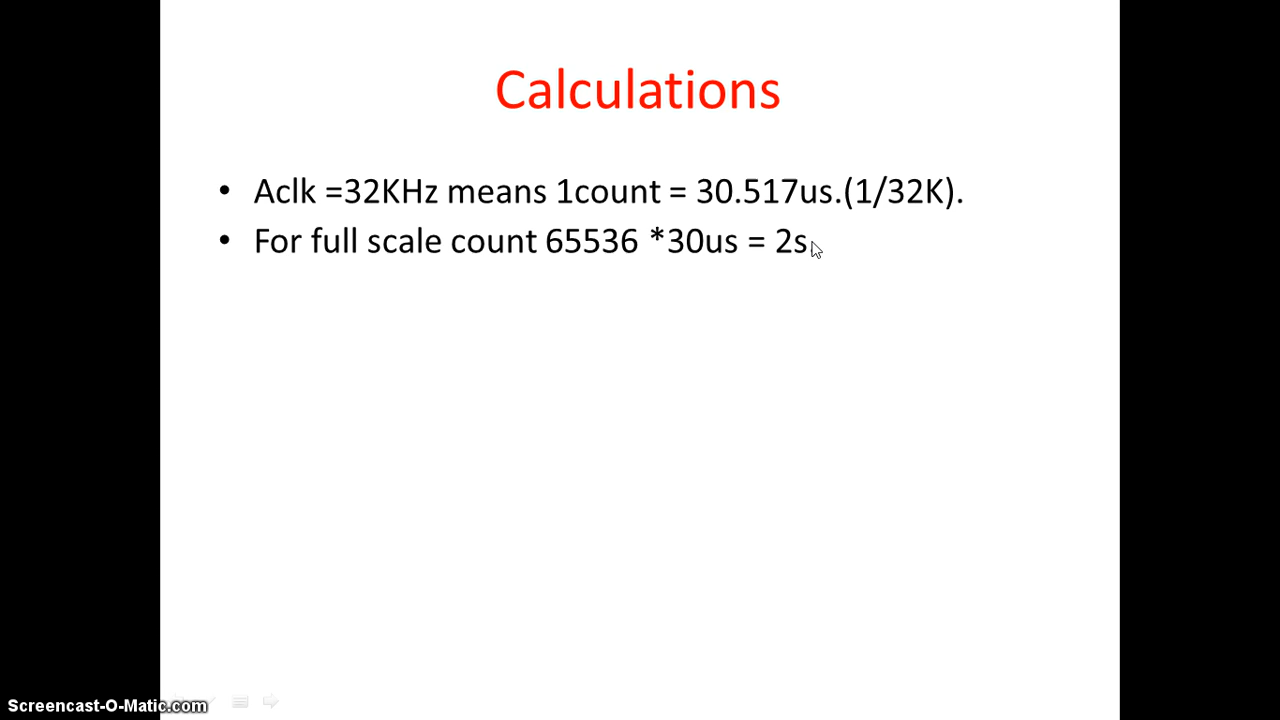 Calculations
• Aclk =32KHz means 1count = 30.517us.(1/32K).
• For full scale count 65536 *30us = 2s
Screencast-O-Matic.com